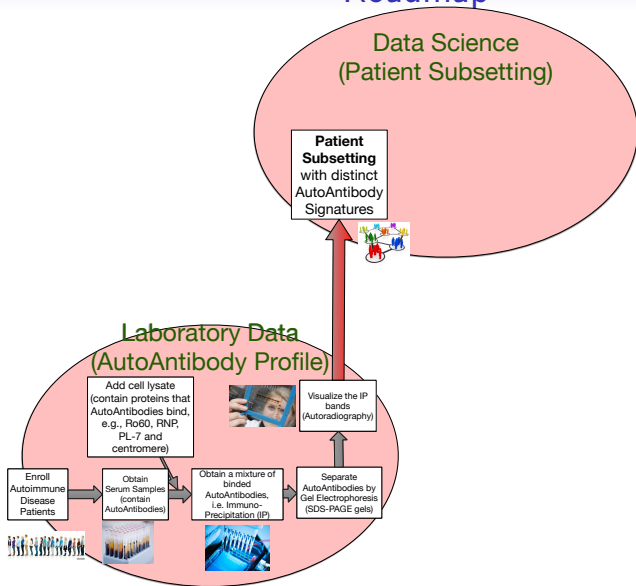 Roadmap
Data Science
(Patient Subsetting)
Patient
Subsetting
with distinct
AutoAntibody
Signatures
Laboratory Data
(AutoAntibody Profile)
Add cell lysate
(contain proteins that
AutoAntibodies bind,
e.g., Ro60, RNP,
PL-7 and
centromere)
Visualize the IP
bands
(Autoradiography)
Enroll
Autoimmune
Disease
Patients
Obtain
Serum Samples
(contain
AutoAntibodies)
Obtain a mixture of
binded
AutoAntibodies,
i.e. Immuno-
Precipitation (IP)
Separate
AutoAntibodies by
Gel Electrophoresis
(SDS-PAGE gels)